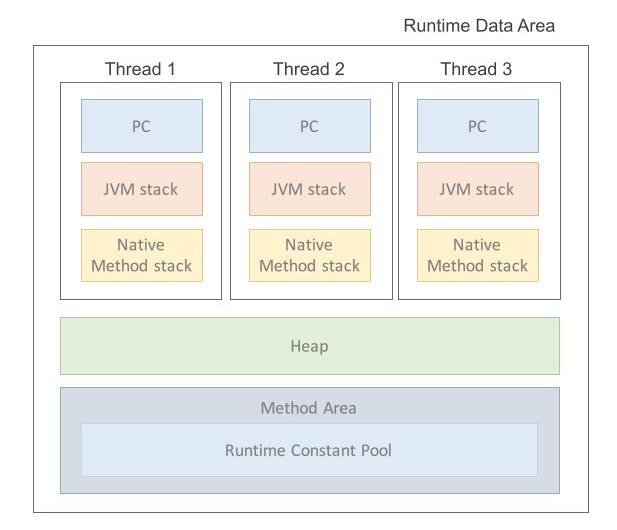 Runtime Data Area
Thread 1
Thread 2
Thread 3
PC
PC
PC
JVM stack
JVM stack
JVM stack
Native
Method stack
Native
Method stack
Native
Method stack
Heap
Method Area
Runtime Constant Pool